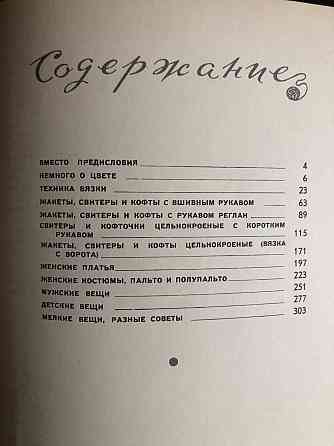 Содержание
ВМЕСТО ПРЕДИСЛОВИЯ 4
НЕМНОГО О ЦВЕТЕ 6
ТЕХНИКА ВЯЗКИ 23
ЖАКЕТЫ, СВИТЕРЫ И КОФТЫ С ВШИВНЫМ РУКАВОМ 63
ЖАКЕТЫ, СВИТЕРЫ И КОФТЫ С РУКАВОМ РЕГЛАН 89
СВИТЕРЫ И КОФТОЧКИ ЦЕЛЬНОКРОЕНЫЕ С КОРОТКИМ
РУКАВОМ 115
ЖАКЕТЫ, СВИТЕРЫ И КОФТЫ ЦЕЛЬНОКРОЕНЫЕ (ВЯЗКА
С ВОРОТА) 171
ЖЕНСКИЕ ПЛАТЬЯ 197
ЖЕНСКИЕ КОСТЮМЫ, ПАЛЬТО И ПОЛУПАЛЬТО 223
МУЖСКИЕ ВЕЩИ 251
ДЕТСКИЕ ВЕЩИ 277
МЕЛКИЕ ВЕЩИ, РАЗНЫЕ СОВЕТЫ 303